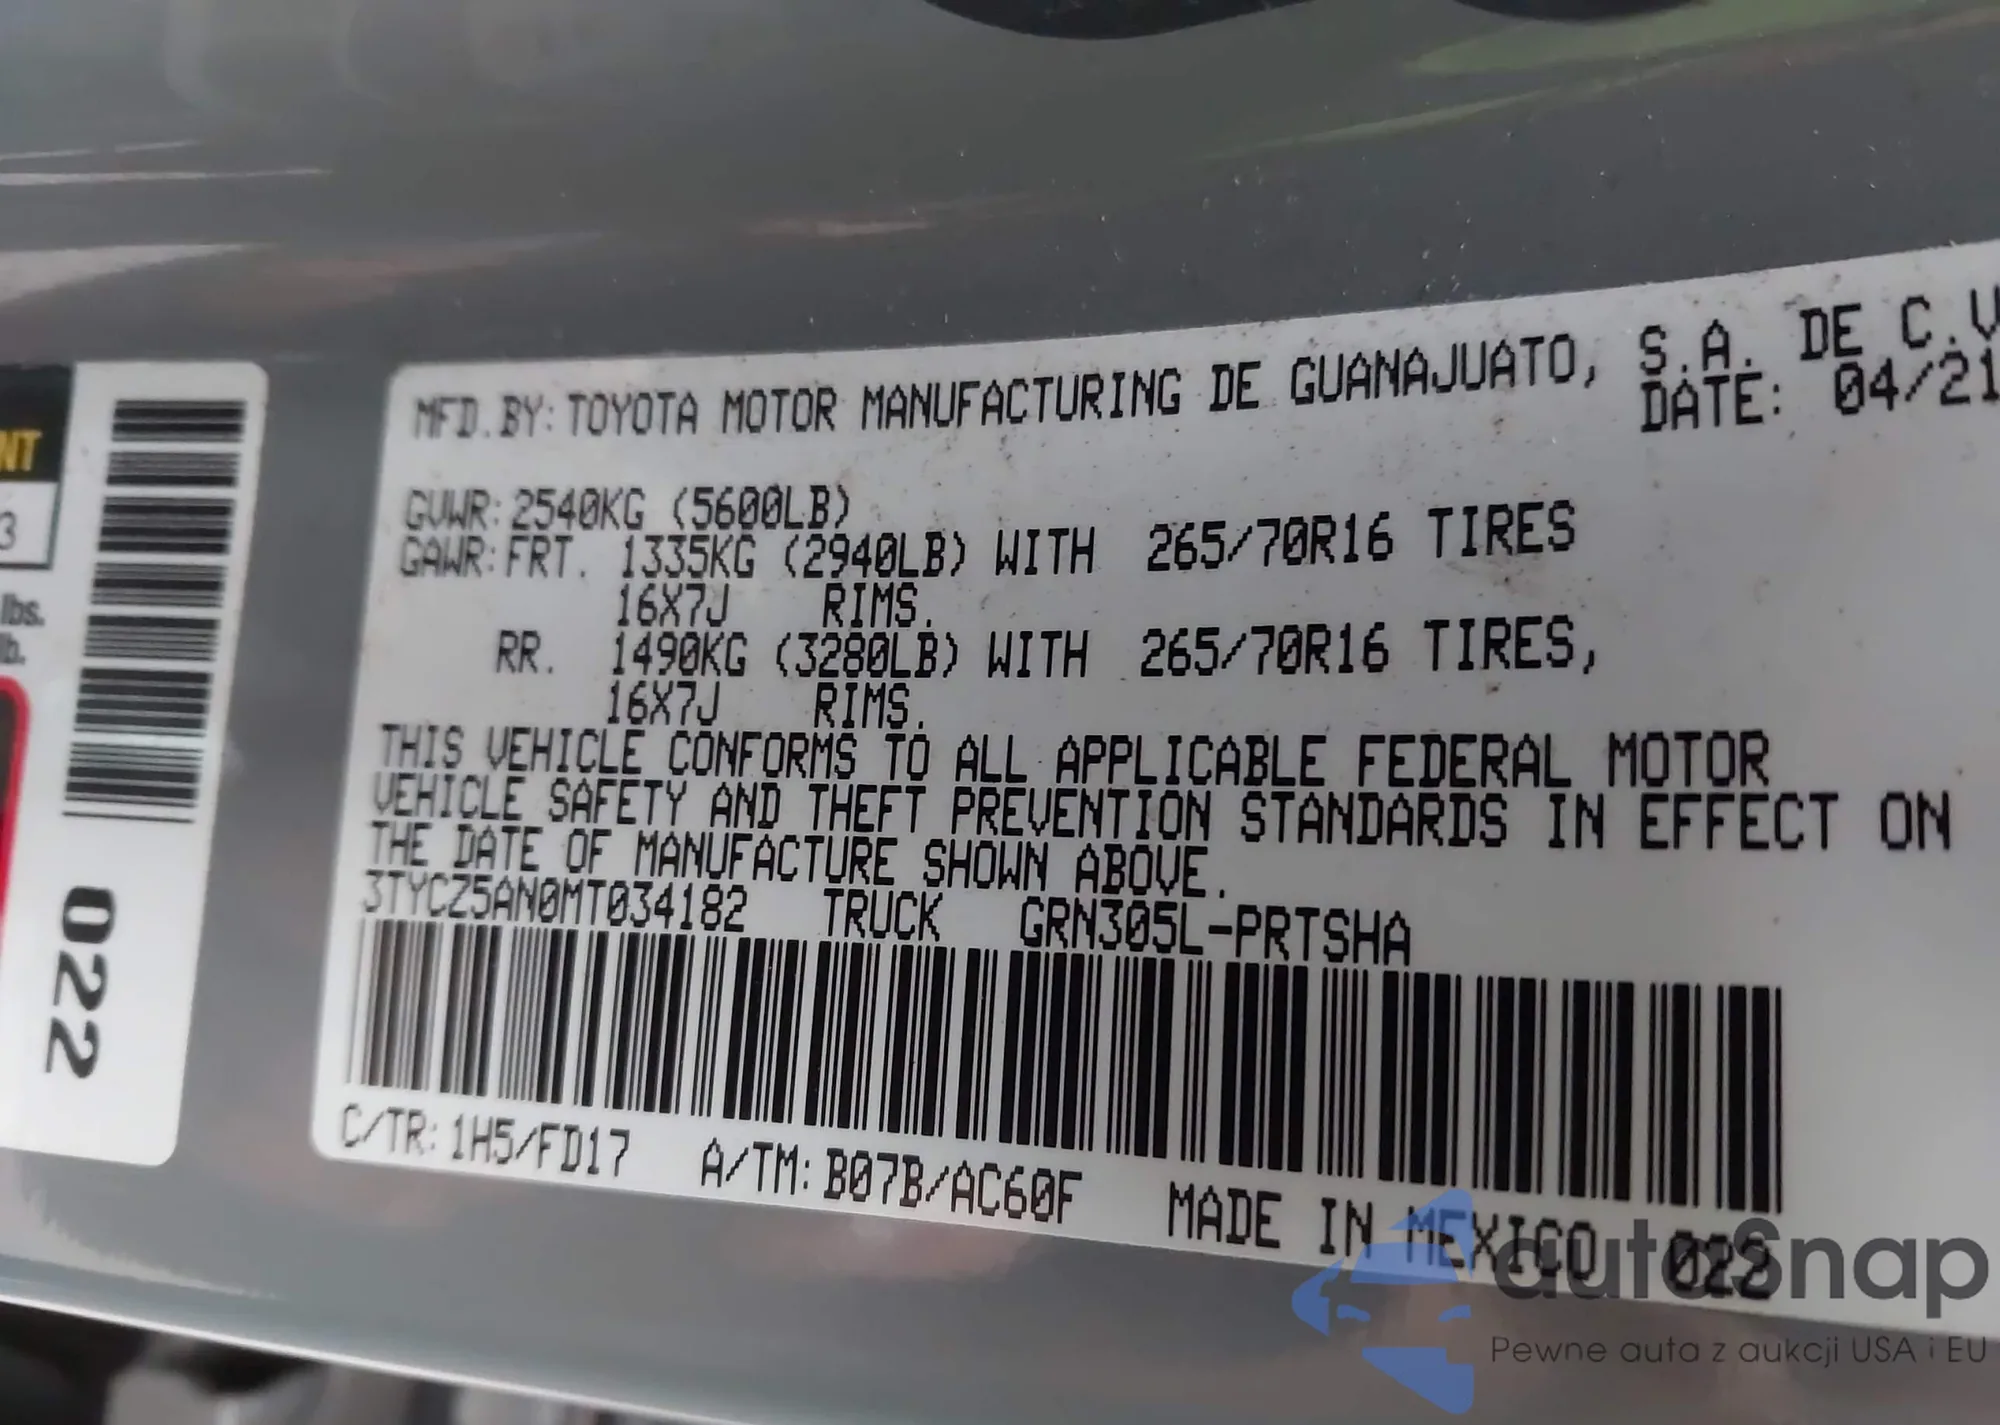 NT
3
lbs.
lb.
022
MFD.BY: TOYOTA MOTOR MANUFACTURING DE GUANAJUATO, S.A. DE C.V
DATE: 04/21
GVWR: 2540KG (5600LB)
GAWR: FRT. 1335KG (2940LB) WITH 265/70R16 TIRES
16X7J RIMS.
RR. 1490KG (3280LB) WITH 265/70R16 TIRES,
16X7J RIMS.
THIS VEHICLE CONFORMS TO ALL APPLICABLE FEDERAL MOTOR
VEHICLE SAFETY AND THEFT PREVENTION STANDARDS IN EFFECT ON
THE DATE OF MANUFACTURE SHOWN ABOVE.
3TYCZ5AN0MT034182 TRUCK GRN305L-PRTSHA
C/TR: 1H5/FD17 A/TM: B07B/AC60F MADE IN MEXICO 022
autoSnap
Pewne auta z aukcji USA i EU